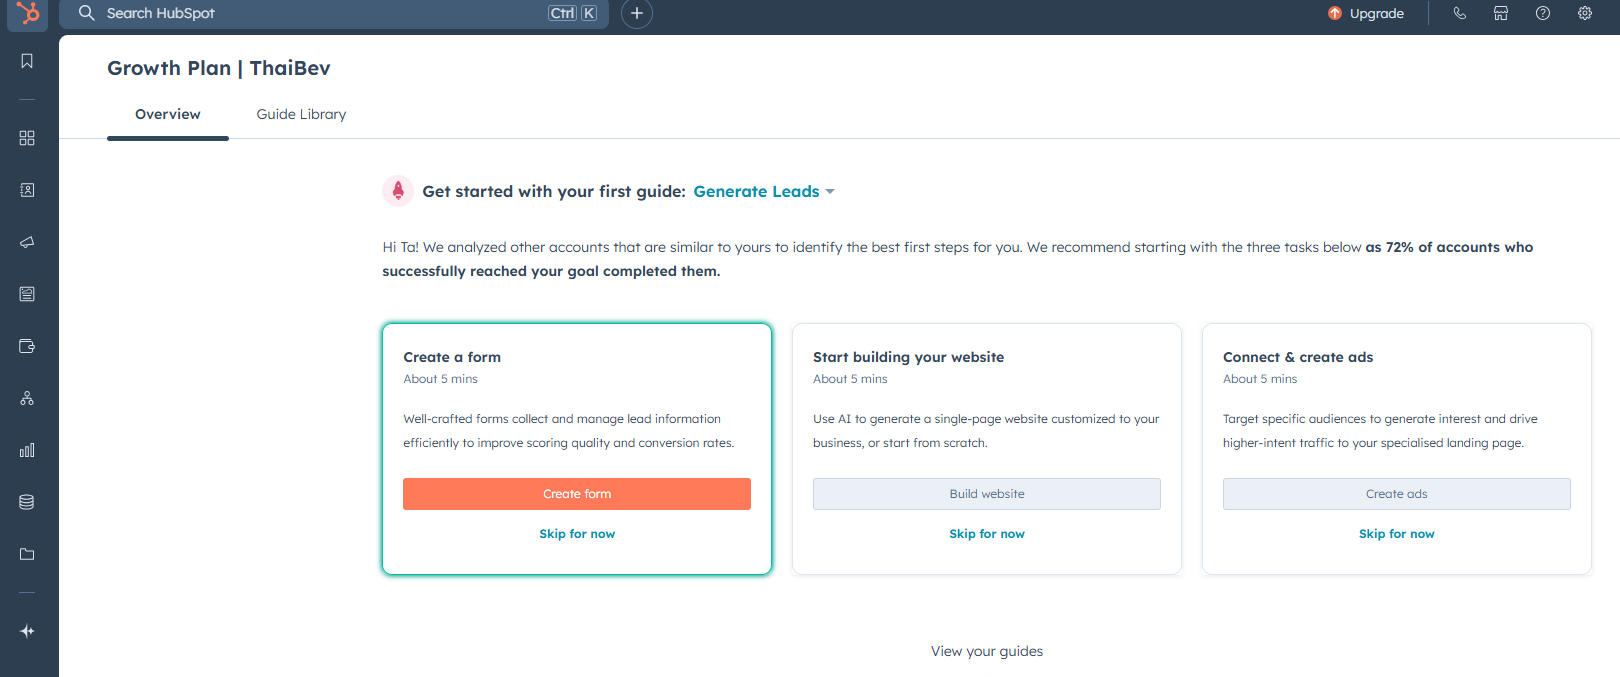 Search HubSpot
Ctrl K
Upgrade
Growth Plan | ThaiBev
Overview
Guide Library
Get started with your first guide: Generate Leads
Hi Ta! We analyzed other accounts that are similar to yours to identify the best first steps for you. We recommend starting with the three tasks below as 72% of accounts who
successfully reached your goal completed them.
Create a form
About 5 mins
Well-crafted forms collect and manage lead information
efficiently to improve scoring quality and conversion rates.
Create form
Skip for now
Start building your website
About 5 mins
Use AI to generate a single-page website customized to your
business, or start from scratch.
Build website
Skip for now
Connect & create ads
About 5 mins
Target specific audiences to generate interest and drive
higher-intent traffic to your specialised landing page.
Create ads
Skip for now
View your guides